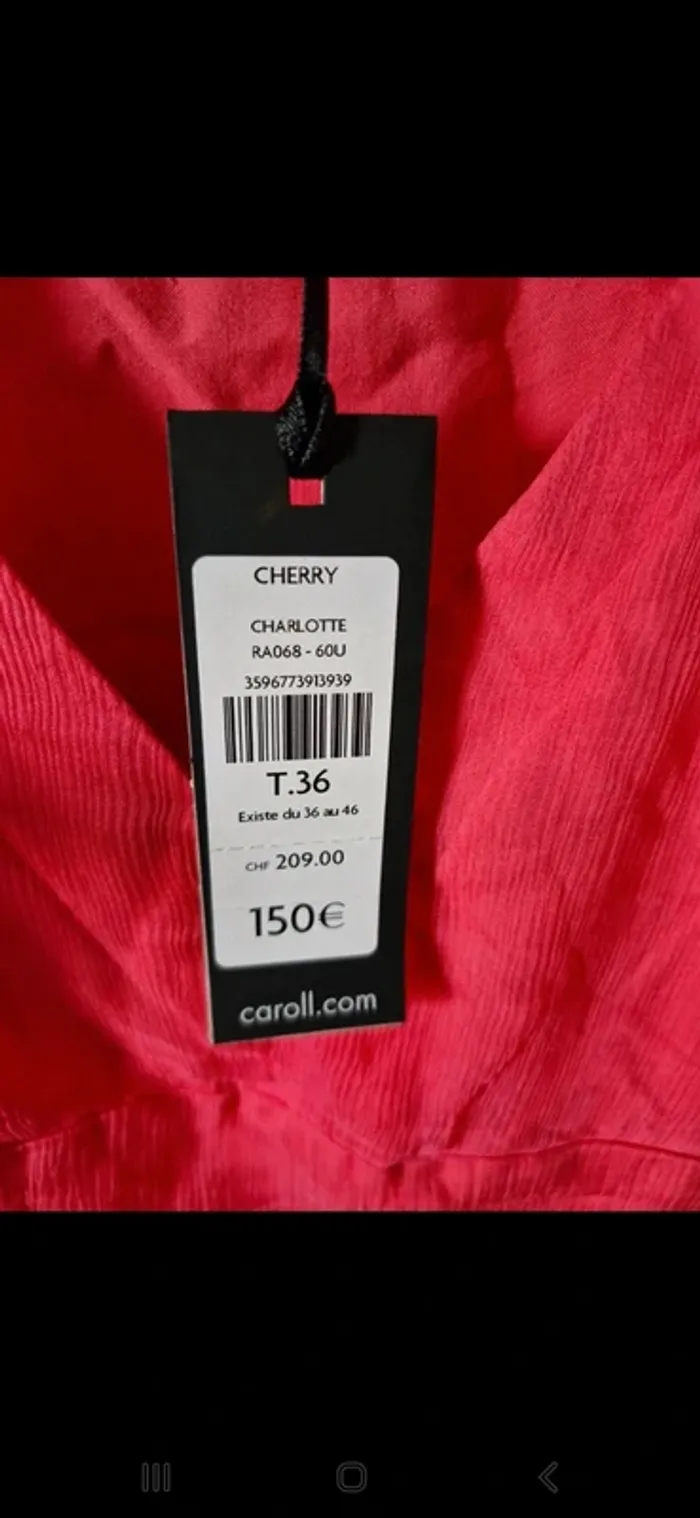 CHERRY
CHARLOTTE
RA068 - 60U
3596773913939
T.36
Existe du 36 au 46
CHF 209.00
150€
caroll.com